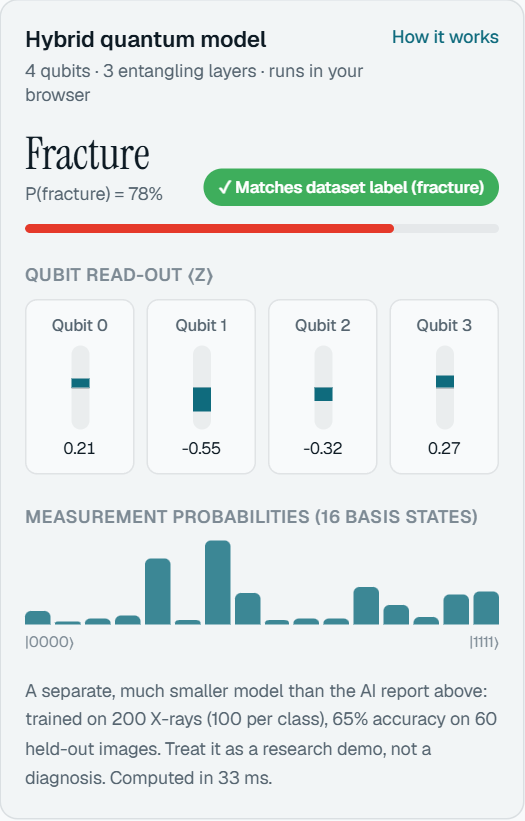 Hybrid quantum model
How it works
4 qubits · 3 entangling layers · runs in your
browser
Fracture
P(fracture) = 78%
✓ Matches dataset label (fracture)
QUBIT READ-OUT ⟨Z⟩
Qubit 0
Qubit 1
Qubit 2
Qubit 3
0.21
-0.55
-0.32
0.27
MEASUREMENT PROBABILITIES (16 BASIS STATES)
|0000⟩
|1111⟩
A separate, much smaller model than the AI report above:
trained on 200 X-rays (100 per class), 65% accuracy on 60
held-out images. Treat it as a research demo, not a
diagnosis. Computed in 33 ms.